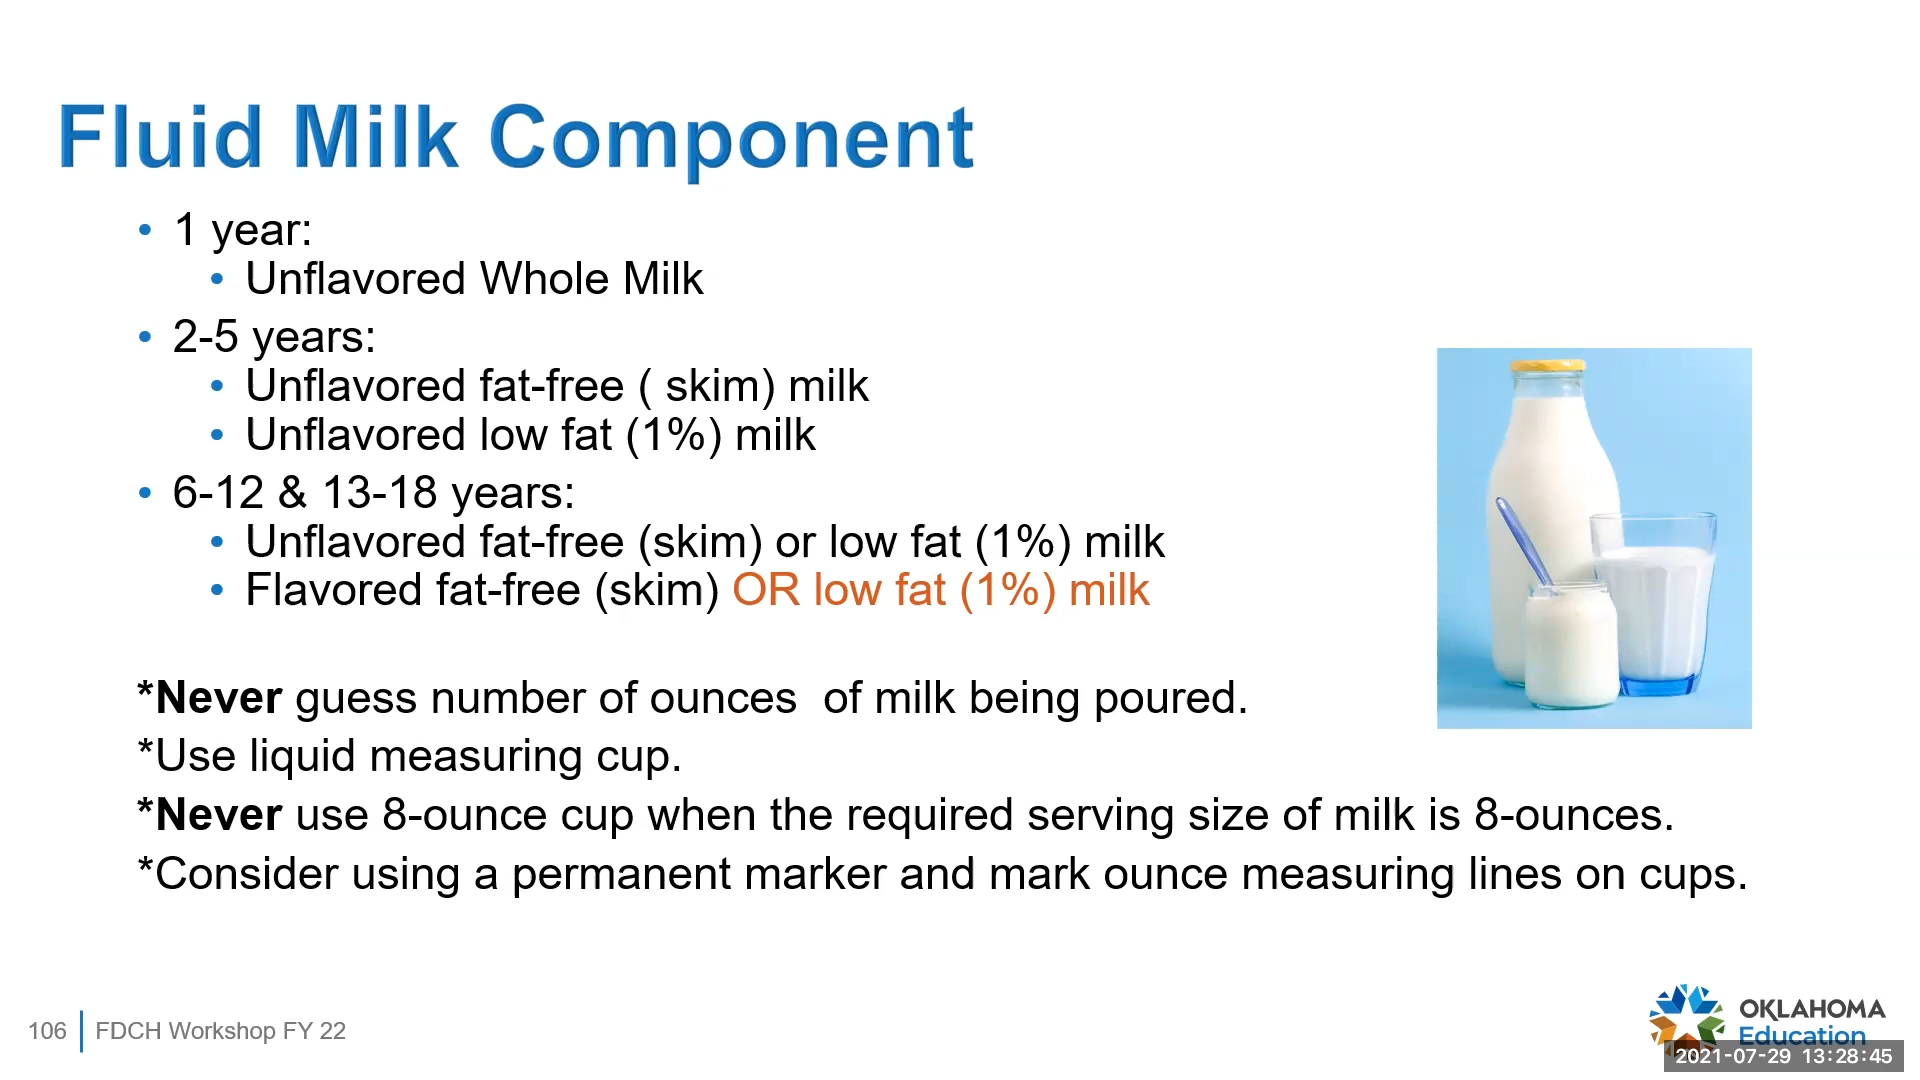 Fluid Milk Component
• 1 year:
• Unflavored Whole Milk
• 2-5 years:
• Unflavored fat-free ( skim) milk
• Unflavored low fat (1%) milk
• 6-12 & 13-18 years:
• Unflavored fat-free (skim) or low fat (1%) milk
• Flavored fat-free (skim) OR low fat (1%) milk
*Never guess number of ounces  of milk being poured.
*Use liquid measuring cup.
*Never use 8-ounce cup when the required serving size of milk is 8-ounces.
*Consider using a permanent marker and mark ounce measuring lines on cups.
106
FDCH Workshop FY 22
OKLAHOMA
Education
2021-07-29 13:28:45